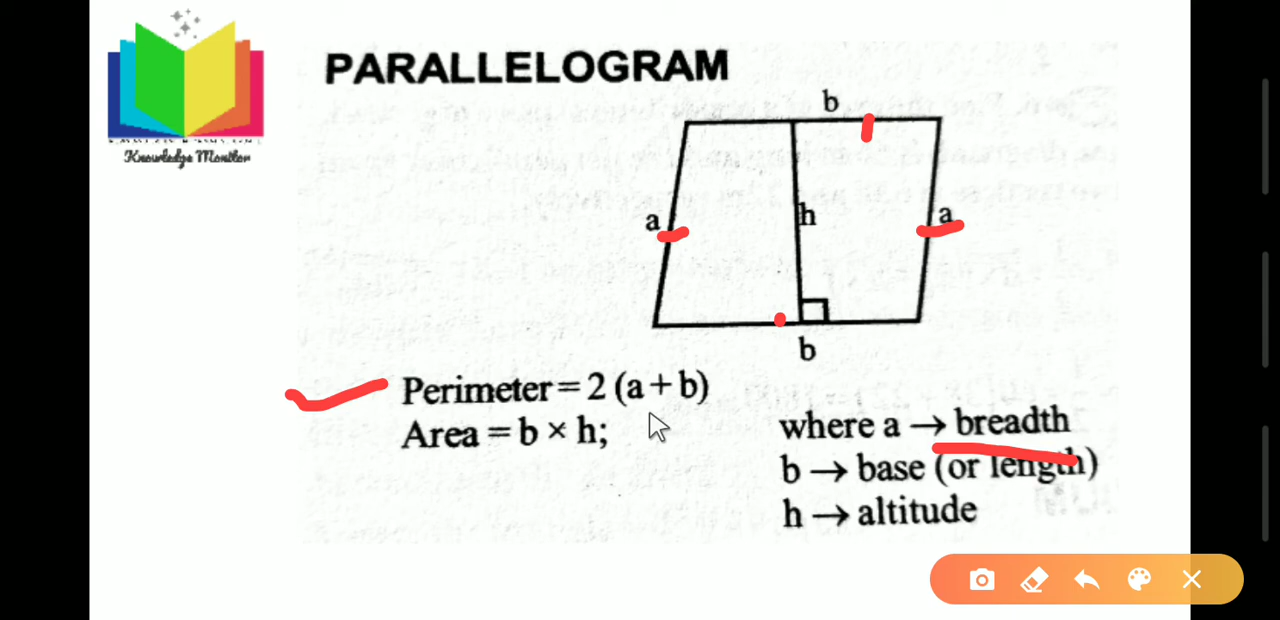 Knowledge Monitor
PARALLELOGRAM
b
a
h
a
b
Perimeter = 2 (a + b)
Area = b × h;
where a → breadth
b → base (or length)
h → altitude